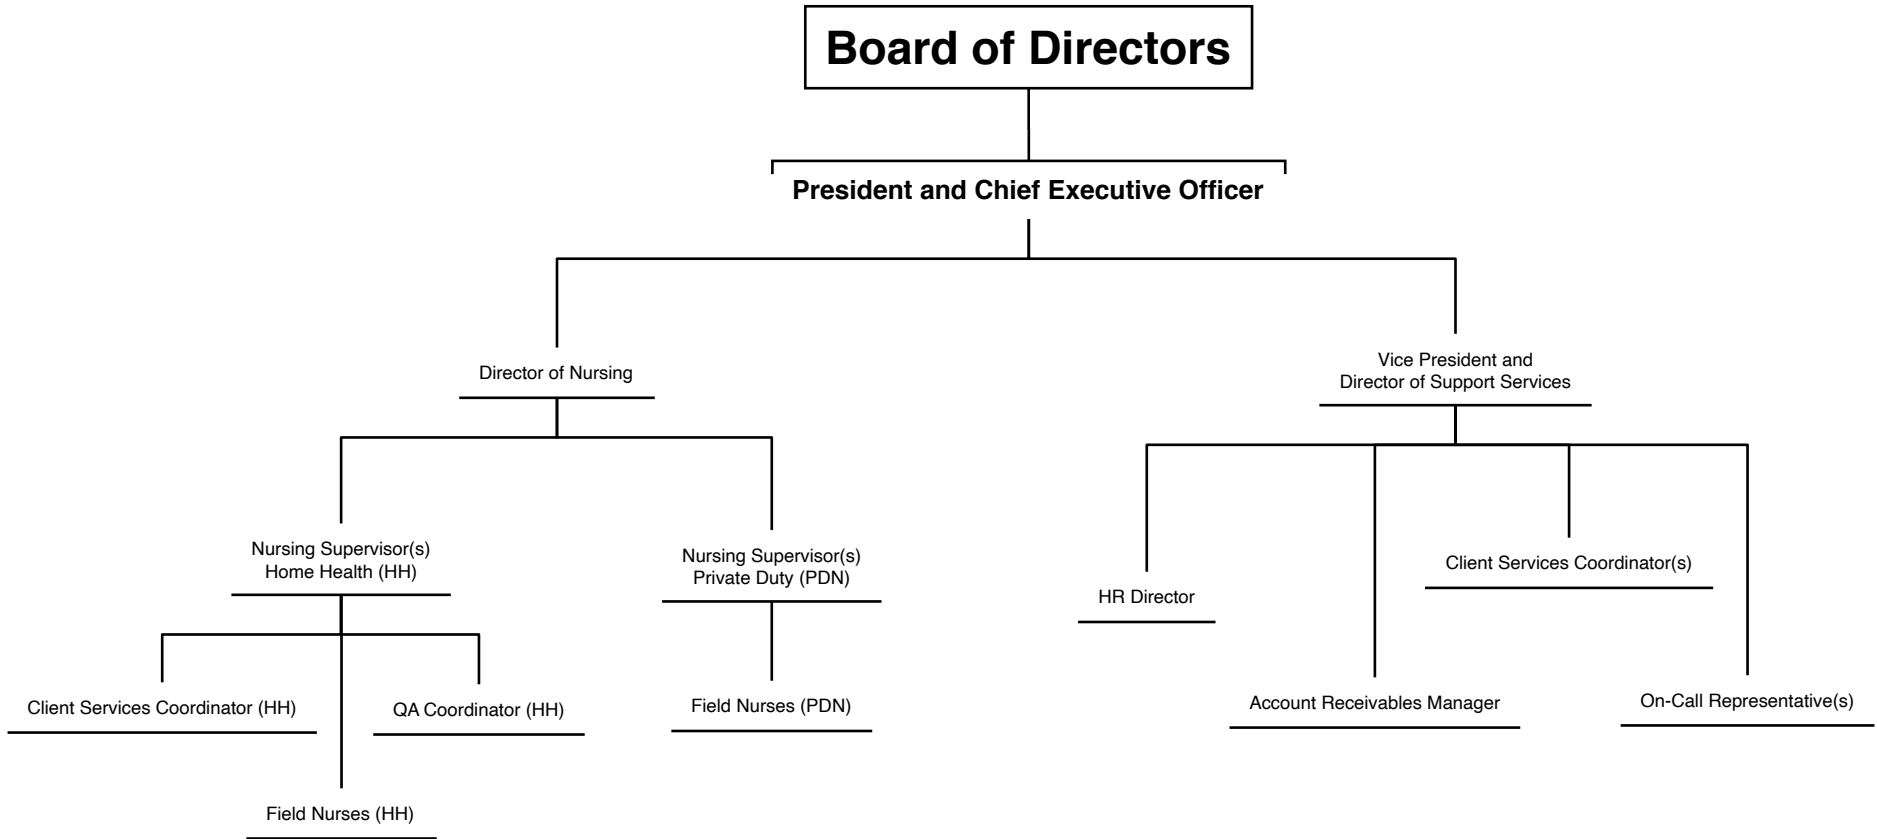 Board of Directors
President and Chief Executive Officer
Director of Nursing
Vice President and
Director of Support Services
Nursing Supervisor(s)
Home Health (HH)
Nursing Supervisor(s)
Private Duty (PDN)
HR Director
Client Services Coordinator(s)
Client Services Coordinator (HH)
QA Coordinator (HH)
Field Nurses (PDN)
Account Receivables Manager
On-Call Representative(s)
Field Nurses (HH)